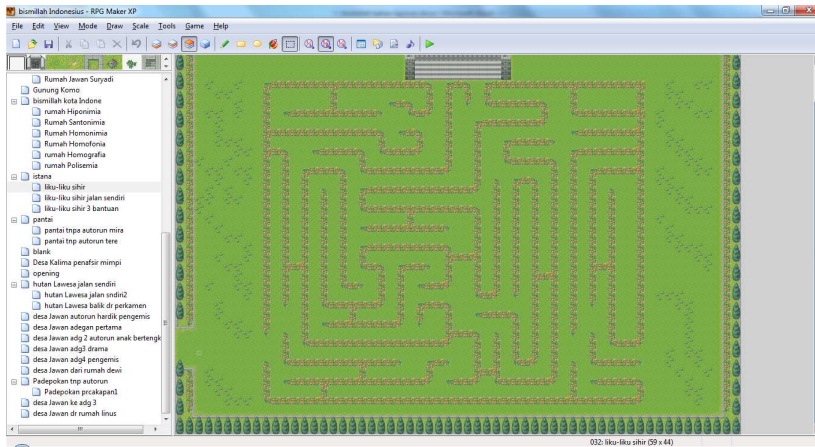 bismillah Indonesius - RPG Maker XP
File Edit View Mode Draw Scale Tools Game Help
Rumah Jawan Suryadi
Gunung Komo
bismillah kota Indone
rumah Hiponimia
Rumah Santonimia
Rumah Homonimia
Rumah Homofonia
rumah Homografia
rumah Polisemia
istana
liku-liku sihir
liku-liku sihir jalan sendiri
liku-liku sihir 3 bantuan
pantai
pantai tnpa autorun mira
pantai tnp autorun tere
blank
Desa Kalima penafsir mimpi
opening
hutan Lawesa jalan sendiri
hutan Lawesa jalan sndiri2
hutan Lawesa balik dr perkamen
desa Jawan autorun hardik pengemis
desa Jawan adegan pertama
desa Jawan adg 2 autorun anak bertengk
desa Jawan adg3 drama
desa Jawan adg4 pengemis
desa Jawan dari rumah dewi
Padepokan tnp autorun
Padepokan prcakapan1
desa Jawan ke adg 3
desa Jawan dr rumah linus
032: liku-liku sihir (59 x 44)